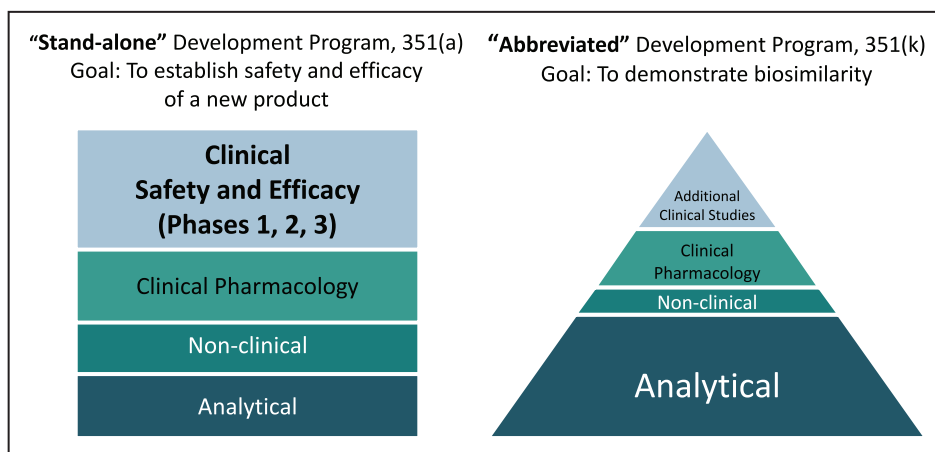 “Stand-alone” Development Program, 351(a)
Goal: To establish safety and efficacy
of a new product
Clinical
Safety and Efficacy
(Phases 1, 2, 3)
Clinical Pharmacology
Non-clinical
Analytical
“Abbreviated” Development Program, 351(k)
Goal: To demonstrate biosimilarity
Additional
Clinical Studies
Clinical
Pharmacology
Non-clinical
Analytical